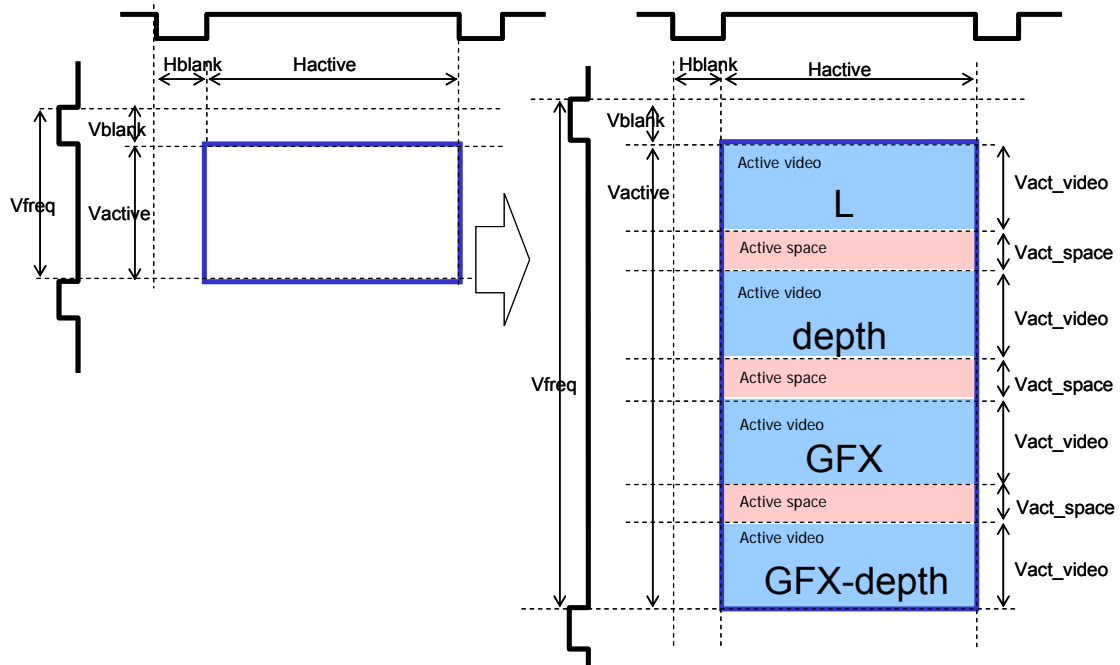 Hblank
Hactive
Vblank
Vfreq
Vactive
Hblank
Hactive
Vblank
Vactive
Vfreq
Active video
L
Vact_video
Active space
Vact_space
Active video
depth
Vact_video
Active space
Vact_space
Active video
GFX
Vact_video
Active space
Vact_space
Active video
GFX-depth
Vact_video